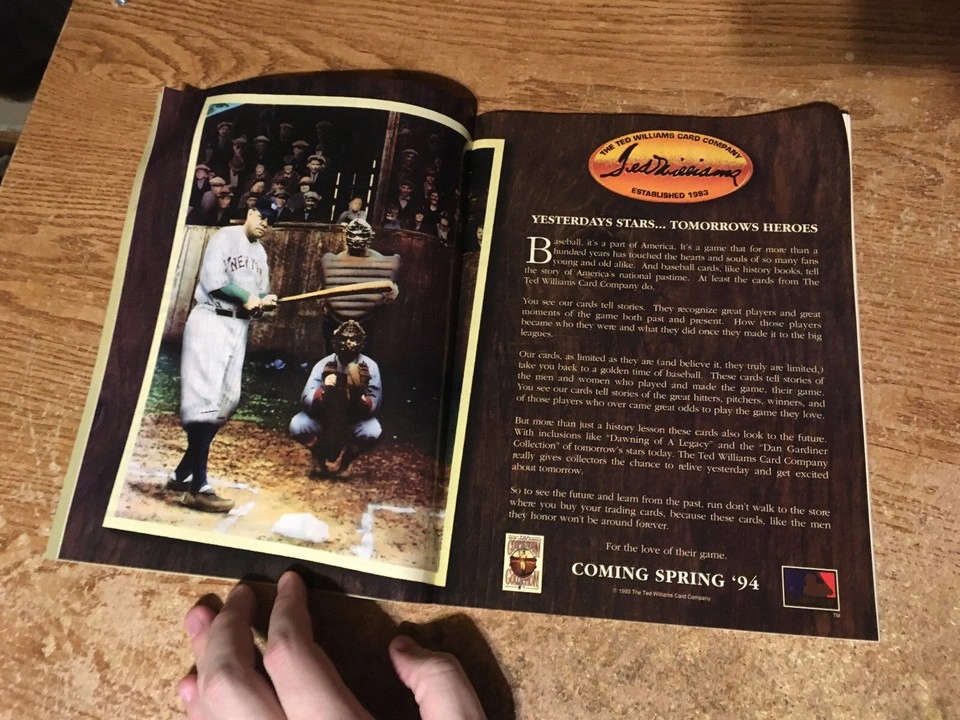 NEW Y
THE TED WILLIAMS CARD COMPANY
Ted Williams
ESTABLISHED 1993
YESTERDAYS STARS... TOMORROWS HEROES
Baseball, it's a part of America. It's a game that for more than a
hundred years has touched the hearts and souls of so many fans
young and old alike. And baseball cards, like history books, tell
the story of America's national pastime. At least the cards from The
Ted Williams Card Company do.
You see our cards tell stories. They recognize great players and great
moments of the game both past and present. How those players
became who they were and what they did once they made it to the big
leagues.
Our cards, as limited as they are (and believe it, they truly are limited,)
take you back to a golden time of baseball. These cards tell stories of
the men and women who played and made the game, their game.
You see our cards tell stories of the great hitters, pitchers, winners, and
of those players who over came great odds to play the game they love.
But more than just a history lesson these cards also look to the future.
With inclusions like “Dawning of A Legacy” and the “Dan Gardiner
Collection” of tomorrow's stars today. The Ted Williams Card Company
really gives collectors the chance to relive yesterday and get excited
about tomorrow.
So to see the future and learn from the past, run don't walk to the store
where you buy your trading cards, because these cards, like the men
they honor won't be around forever.
For the love of their game.
COOPERSTOWN
COLLECTION
COMING SPRING ‘94
© 1993 The Ted Williams Card Company
TM